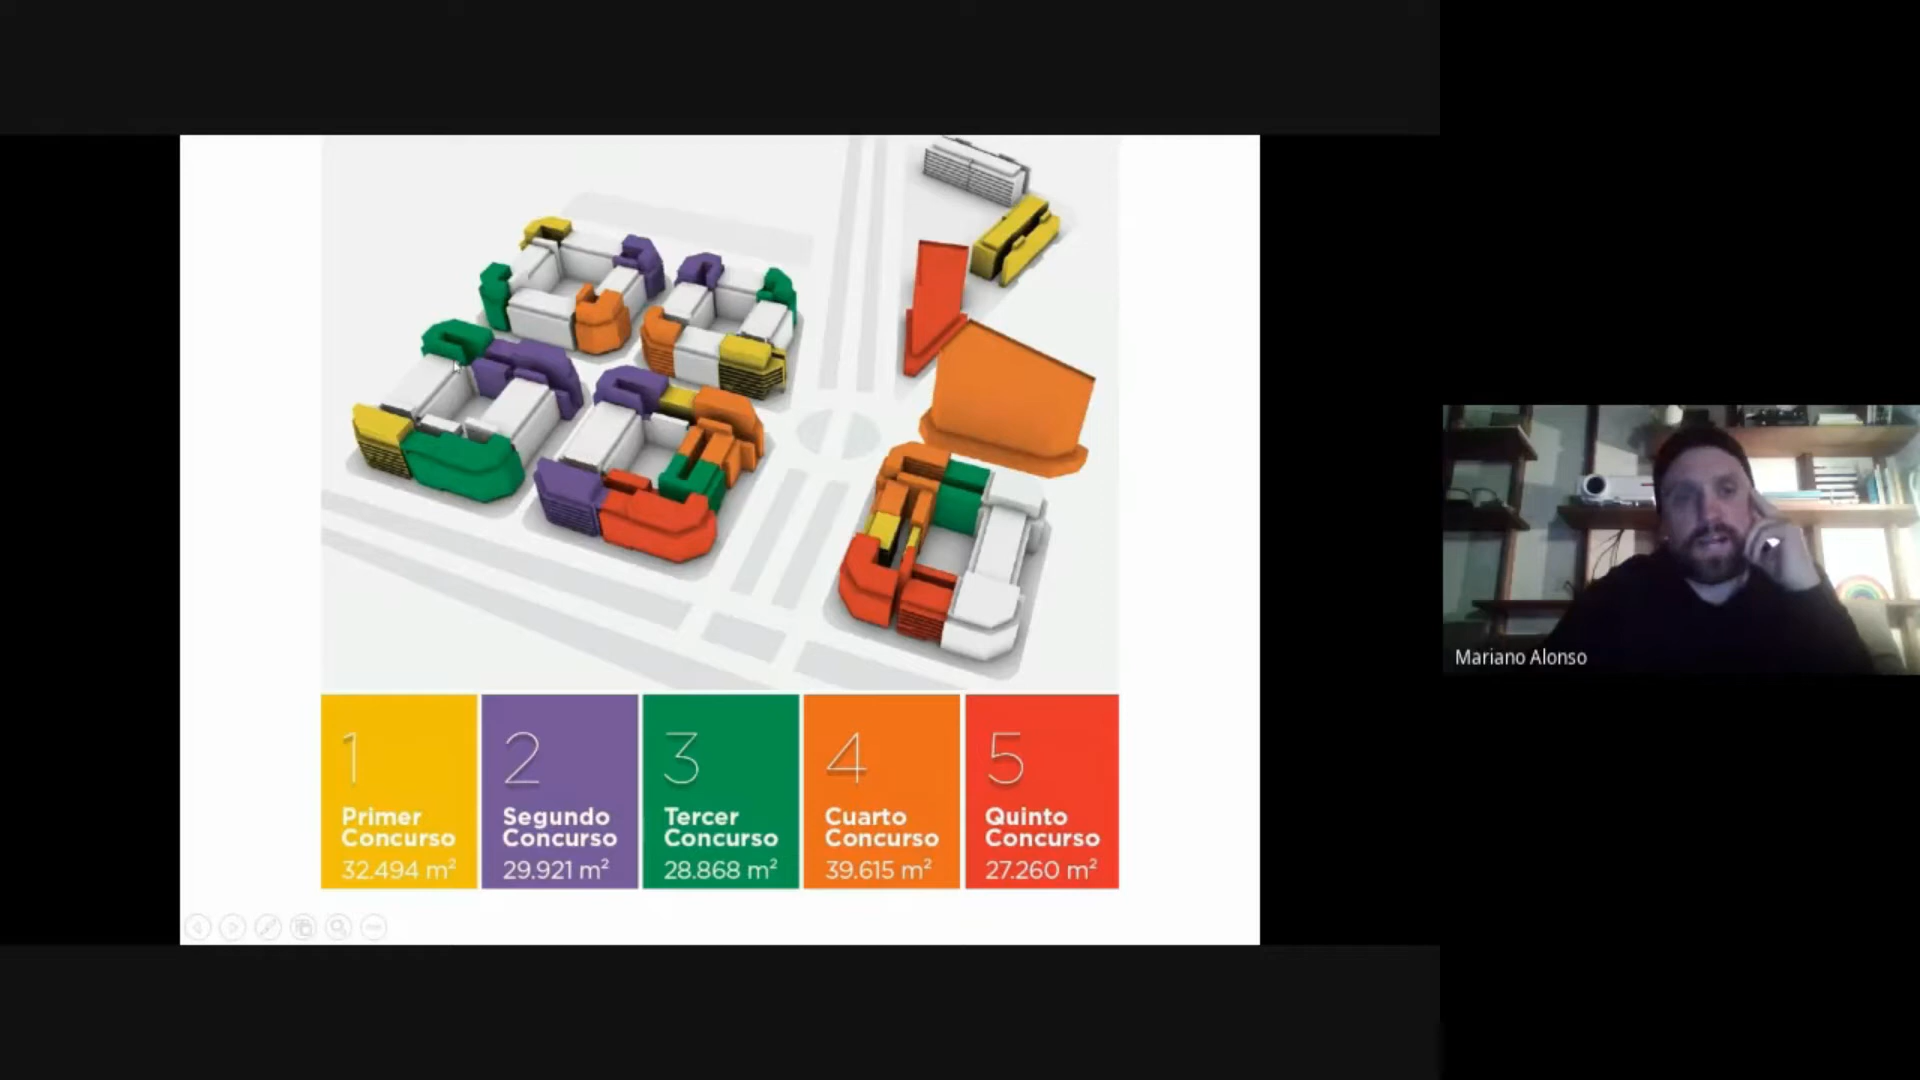 1
Primer
Concurso
32.494 m²
2
Segundo
Concurso
29.921 m²
3
Tercer
Concurso
28.868 m²
4
Cuarto
Concurso
39.615 m²
5
Quinto
Concurso
27.260 m²
Mariano Alonso